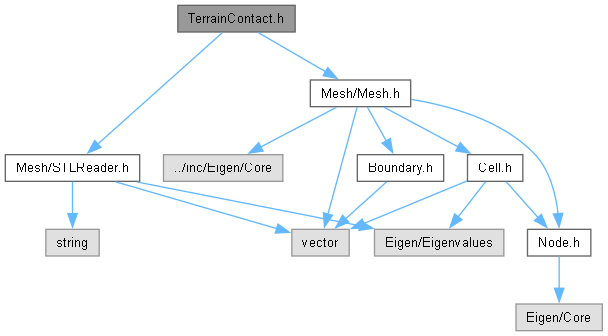 TerrainContact.h
Mesh/Mesh.h
Mesh/STLReader.h
../inc/Eigen/Core
Boundary.h
Cell.h
string
vector
Eigen/Eigenvalues
Node.h
Eigen/Core